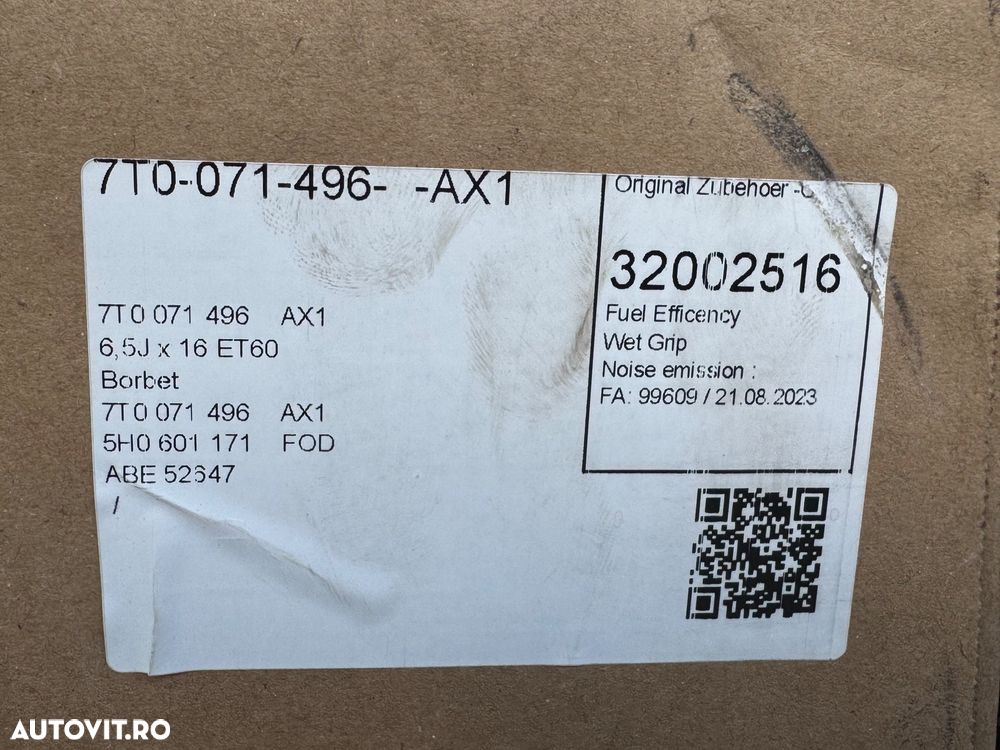 7T0-071-496- -AX1
Original Zubehoer
32002516
Fuel Efficency
Wet Grip
Noise emission :
FA: 99609 / 21.08.2023
7T0 071 496 AX1
6,5J x 16 ET60
Borbet
7T0 071 496 AX1
5H0 601 171 FOD
ABE 52647
/
AUTOVIT.RO